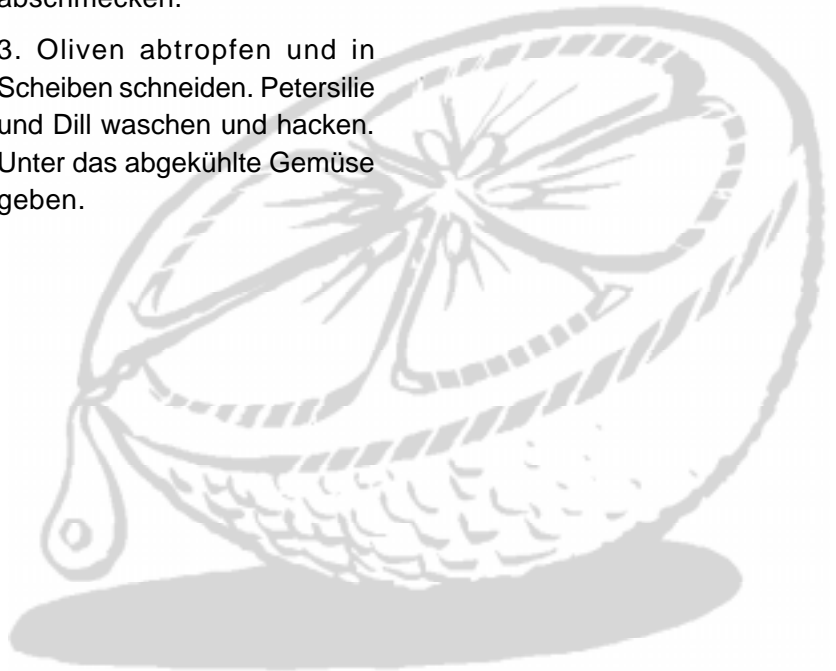 abschmecken.
3. Oliven abtropfen und in
Scheiben schneiden. Petersilie
und Dill waschen und hacken.
Unter das abgekühlte Gemüse
geben.